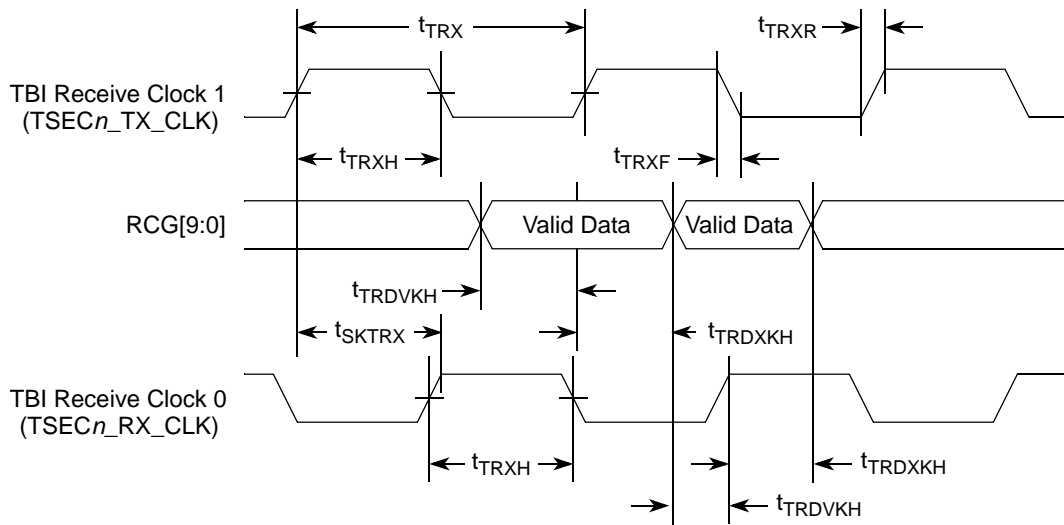 tTRX
tTRXR
TBI Receive Clock 1
(TSECn_TX_CLK)
tTRXH
tTRXF
RCG[9:0]
Valid Data
Valid Data
tTRDVKH
tSKTRX
tTRDXKH
TBI Receive Clock 0
(TSECn_RX_CLK)
tTRXH
tTRDXKH
tTRDVKH